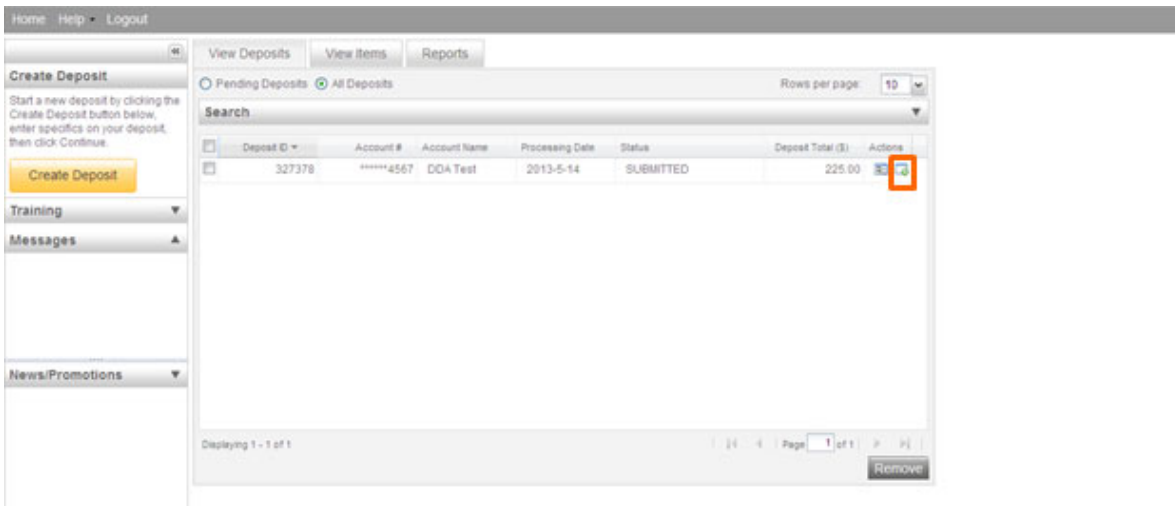 Home Help Logout
View Deposits View Items Reports
Create Deposit
Pending Deposits All Deposits Rows per page: 10
Start a new deposit by clicking the
Create Deposit button below,
enter specifics on your deposit,
then click Continue.
Search
Deposit ID Account # Account Name Processing Date Status Deposit Total ($) Actions
327378 ******4567 DDA Test 2013-5-14 SUBMITTED 225.00
Create Deposit
Training
Messages
News/Promotions
Displaying 1 - 1 of 1 Page 1 of 1
Remove